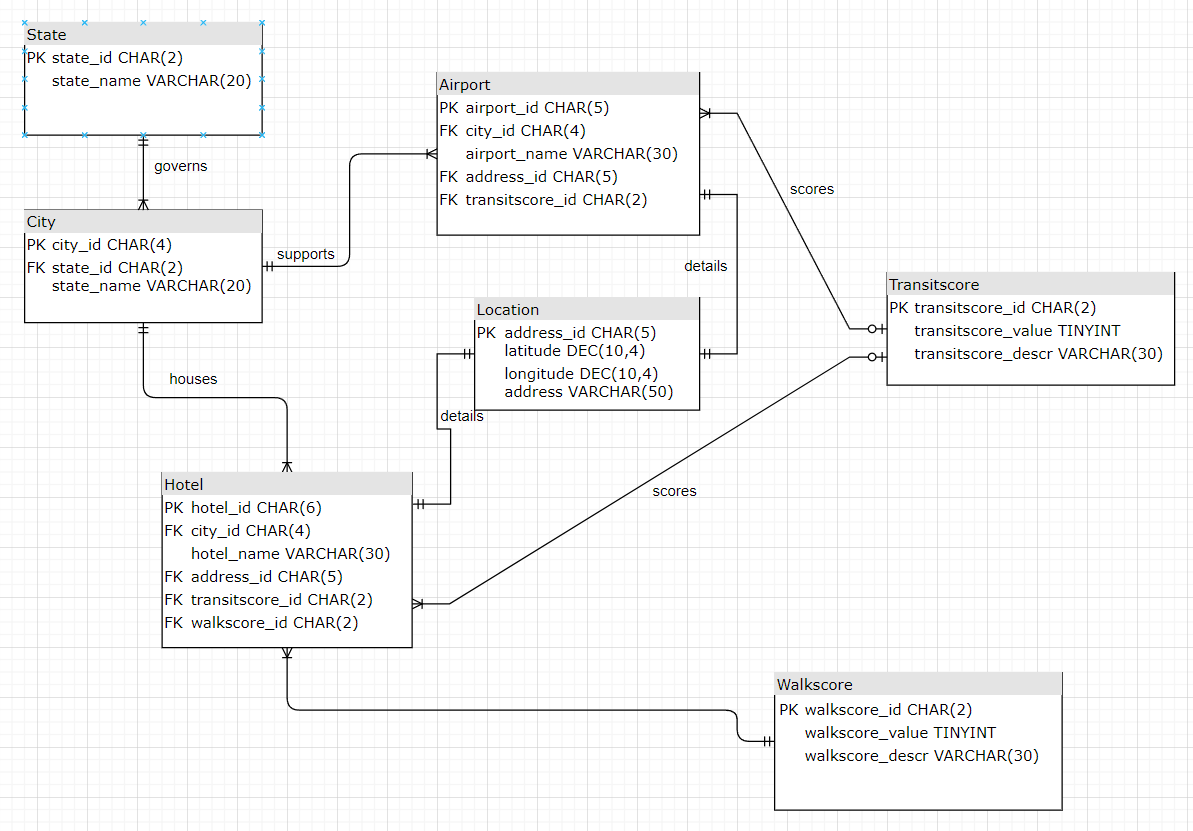 State
PK state_id CHAR(2)
state_name VARCHAR(20)
governs
City
PK city_id CHAR(4)
FK state_id CHAR(2)
state_name VARCHAR(20)
supports
houses
Airport
PK airport_id CHAR(5)
FK city_id CHAR(4)
airport_name VARCHAR(30)
FK address_id CHAR(5)
FK transitscore_id CHAR(2)
scores
details
Location
PK address_id CHAR(5)
latitude DEC(10,4)
longitude DEC(10,4)
address VARCHAR(50)
details
Transitscore
PK transitscore_id CHAR(2)
transitscore_value TINYINT
transitscore_descr VARCHAR(30)
scores
Hotel
PK hotel_id CHAR(6)
FK city_id CHAR(4)
hotel_name VARCHAR(30)
FK address_id CHAR(5)
FK transitscore_id CHAR(2)
FK walkscore_id CHAR(2)
Walkscore
PK walkscore_id CHAR(2)
walkscore_value TINYINT
walkscore_descr VARCHAR(30)